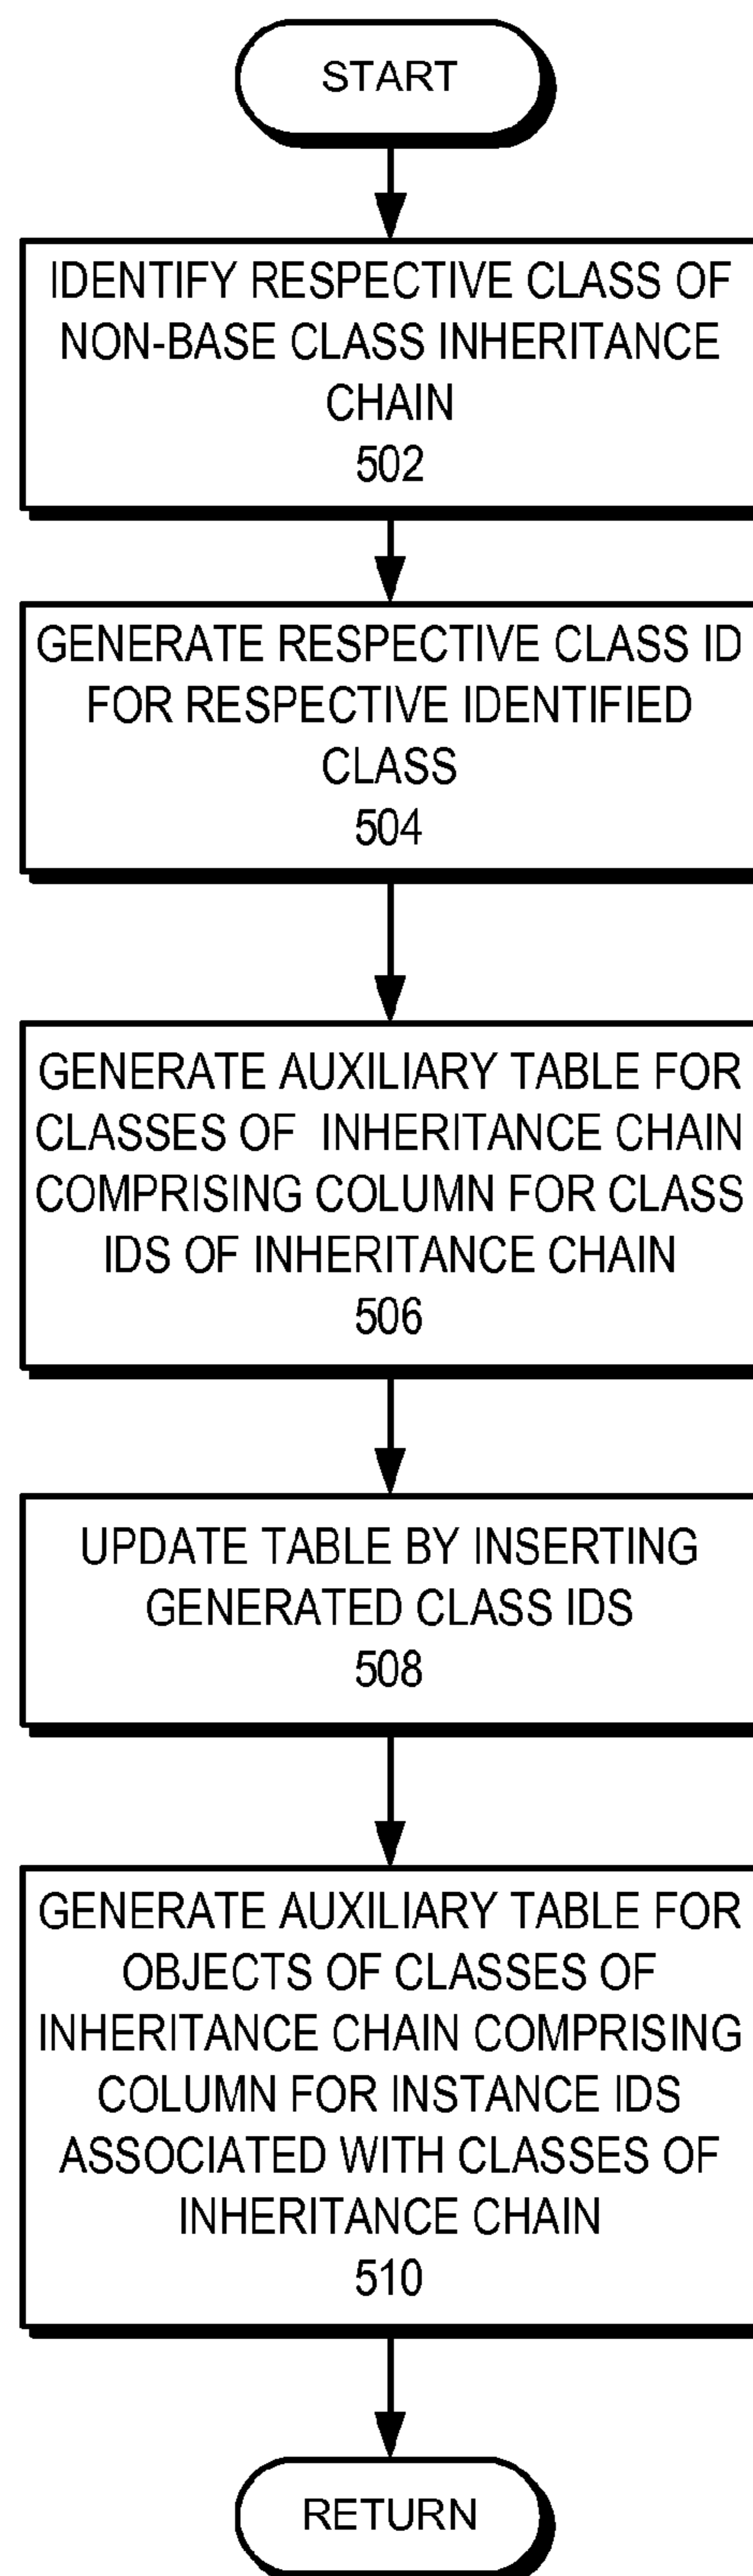 START
IDENTIFY RESPECTIVE CLASS OF
NON-BASE CLASS INHERITANCE
CHAIN
502
GENERATE RESPECTIVE CLASS ID
FOR RESPECTIVE IDENTIFIED
CLASS
504
GENERATE AUXILIARY TABLE FOR
CLASSES OF INHERITANCE CHAIN
COMPRISING COLUMN FOR CLASS
IDS OF INHERITANCE CHAIN
506
UPDATE TABLE BY INSERTING
GENERATED CLASS IDS
508
GENERATE AUXILIARY TABLE FOR
OBJECTS OF CLASSES OF
INHERITANCE CHAIN COMPRISING
COLUMN FOR INSTANCE IDS
ASSOCIATED WITH CLASSES OF
INHERITANCE CHAIN
510
RETURN